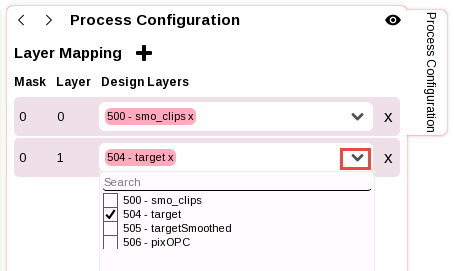 Process Configuration
Process Configuration
Layer Mapping
Mask Layer Design Layers
0 0 500 - smo_clips x x
0 1 504 - target x x
Search
500 - smo_clips
504 - target
505 - targetSmoothed
506 - pixOPC